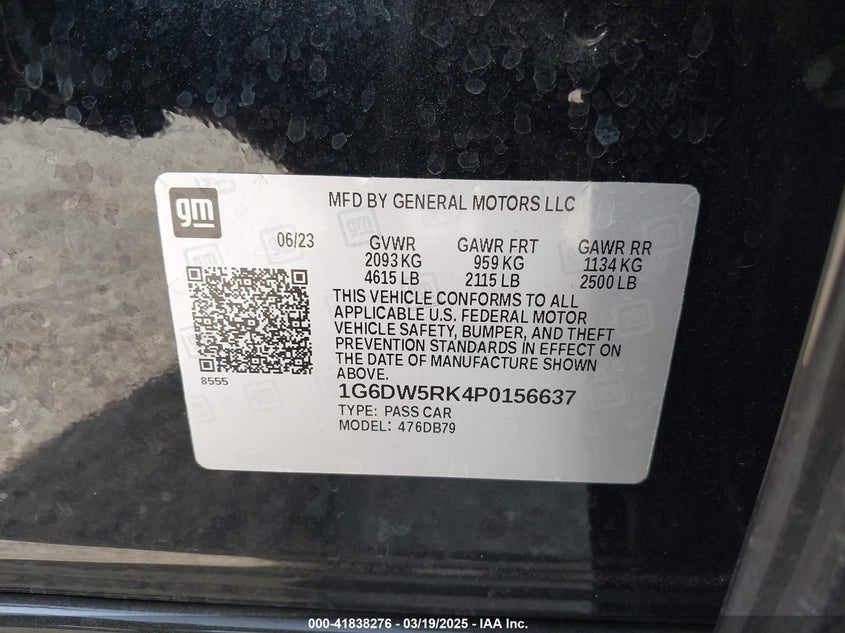 gm
MFD BY GENERAL MOTORS LLC
06/23 GVWR GAWR FRT GAWR RR
2093 KG 959 KG 1134 KG
4615 LB 2115 LB 2500 LB
THIS VEHICLE CONFORMS TO ALL
APPLICABLE U.S. FEDERAL MOTOR
VEHICLE SAFETY, BUMPER, AND THEFT
PREVENTION STANDARDS IN EFFECT ON
THE DATE OF MANUFACTURE SHOWN
ABOVE.
8555
1G6DW5RK4P0156637
TYPE: PASS CAR
MODEL: 476DB79
000-41838276 - 03/19/2025 - IAA Inc.